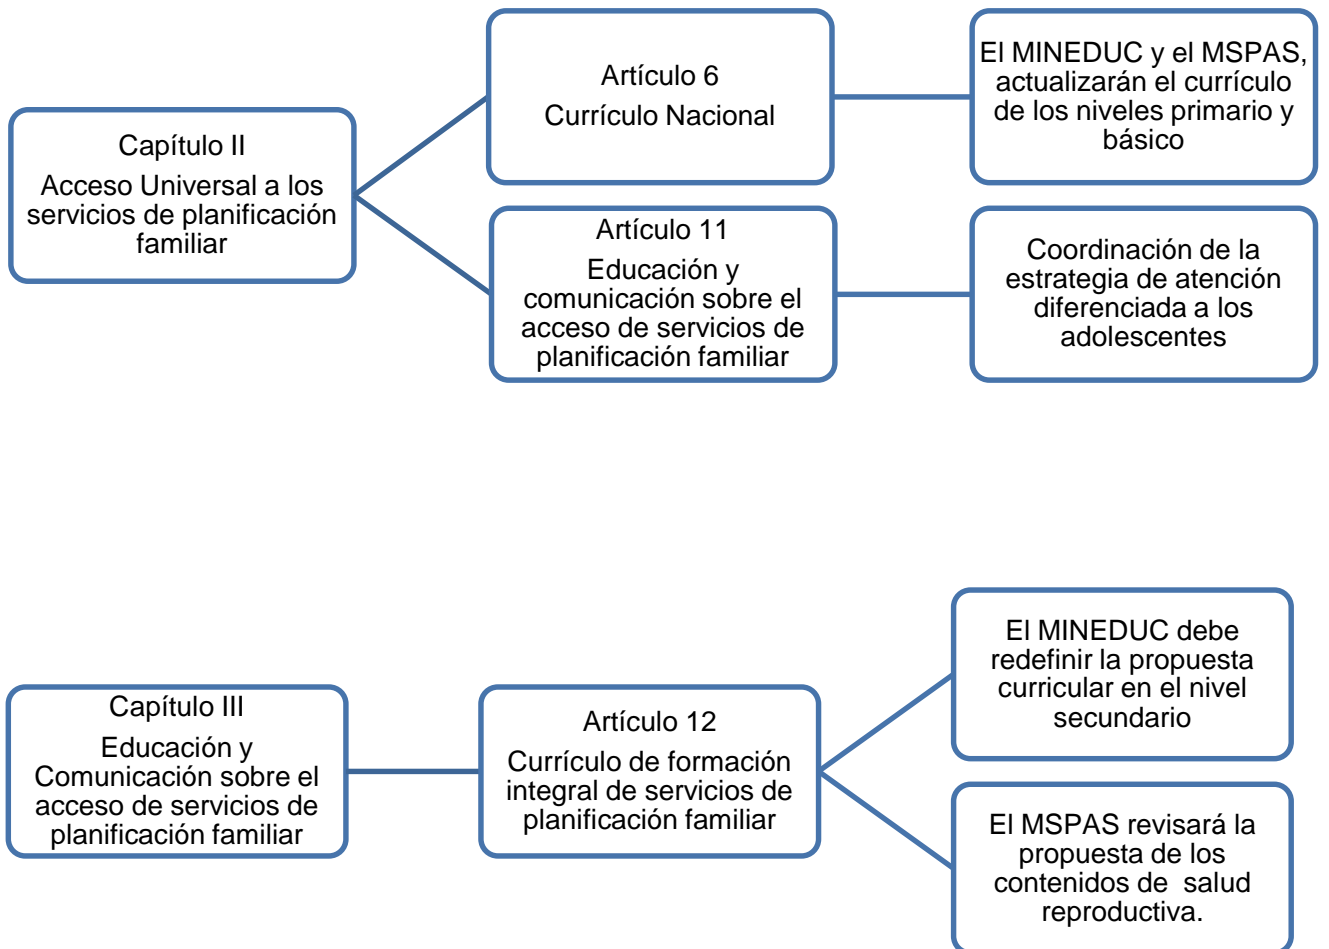 Capítulo II
Acceso Universal a los
servicios de planificación
familiar
Artículo 6
Currículo Nacional
El MINEDUC y el MSPAS,
actualizarán el currículo
de los niveles primario y
básico
Artículo 11
Educación y
comunicación sobre el
acceso de servicios de
planificación familiar
Coordinación de la
estrategia de atención
diferenciada a los
adolescentes
Capítulo III
Educación y
Comunicación sobre el
acceso de servicios de
planificación familiar
Artículo 12
Currículo de formación
integral de servicios de
planificación familiar
El MINEDUC debe
redefinir la propuesta
curricular en el nivel
secundario
El MSPAS revisará la
propuesta de los
contenidos de  salud
reproductiva.